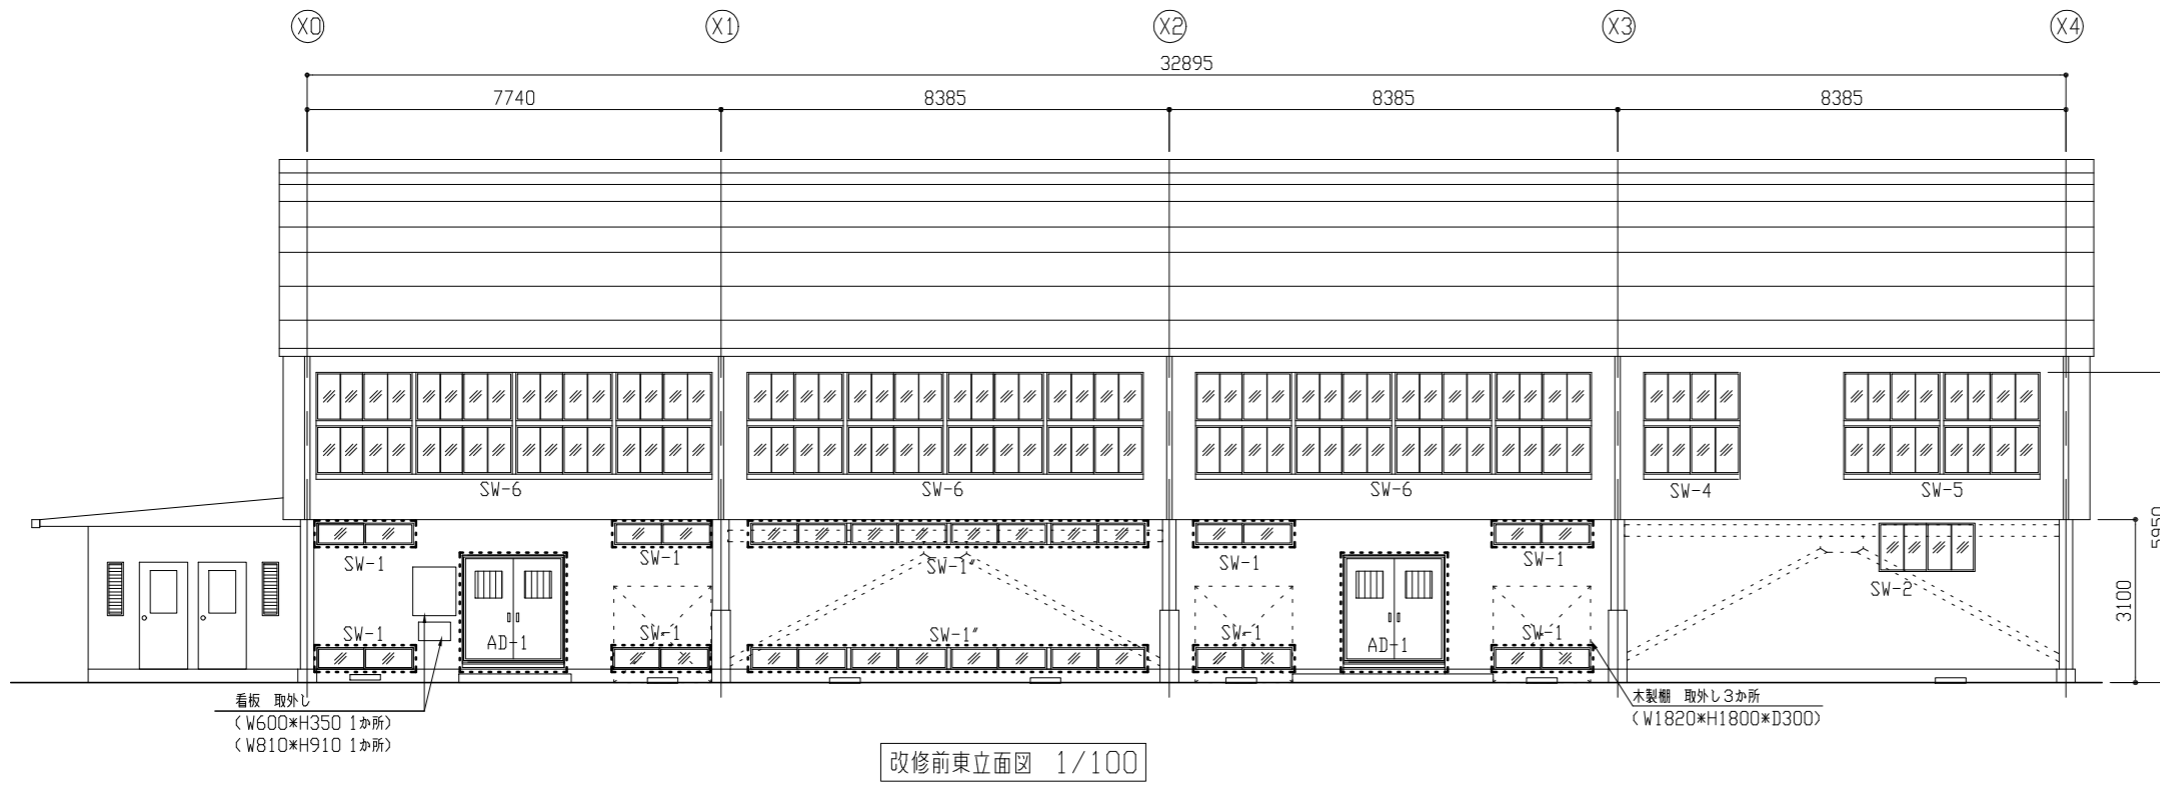 X0 X1 X2 X3 X4
32895
7740 8385 8385 8385
SW-6 SW-6 SW-6 SW-4 SW-5
5950
SW-1 SW-1 SW-1" SW-1 SW-1 SW-2
3100
SW-1 AD-1 SW-1 SW-1" SW-1 AD-1 SW-1
看板 取外し
(W600*H350 1か所)
(W810*H910 1か所)
木製棚 取外し3か所
(W1820*H1800*D300)
改修前東立面図 1/100